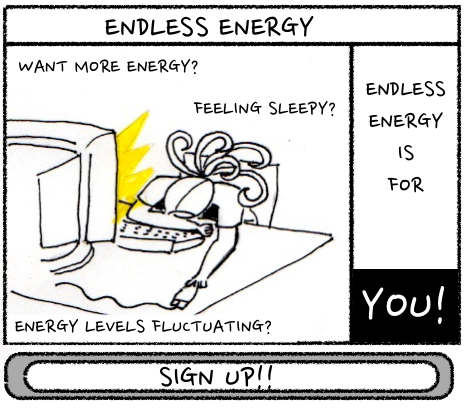 ENDLESS ENERGY
WANT MORE ENERGY?
FEELING SLEEPY?
ENERGY LEVELS FLUCTUATING?
ENDLESS
ENERGY
IS
FOR
YOU!
SIGN UP!!